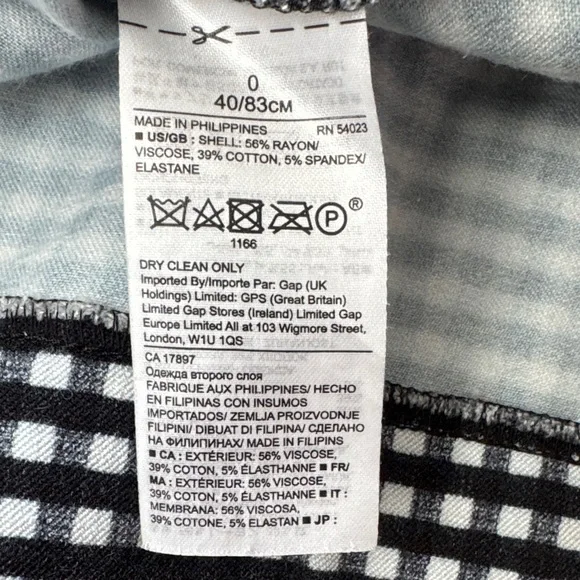 0
40/83CM
MADE IN PHILIPPINES RN 54023
■ US/GB : SHELL: 56% RAYON/
VISCOSE, 39% COTTON, 5% SPANDEX/
ELASTANE
P ®
1166
DRY CLEAN ONLY
Imported By/Importe Par: Gap (UK
Holdings) Limited: GPS (Great Britain)
Limited Gap Stores (Ireland) Limited Gap
Europe Limited All at 103 Wigmore Street,
London, W1U 1QS
CA 17897
Одежда второго слоя
FABRIQUE AUX PHILIPPINES/ HECHO
EN FILIPINAS CON INSUMOS
IMPORTADOS/ ZEMLJA PROIZVODNJE
FILIPINI/ DIBUAT DI FILIPINA/ СДЕЛАНО
НА ФИЛИПИНАХ/ MADE IN FILIPINS
■ CA : EXTÉRIEUR: 56% VISCOSE,
39% COTON, 5% ÉLASTHANNE ■ FR/
MA : EXTÉRIEUR: 56% VISCOSE,
39% COTON, 5% ÉLASTHANNE ■ IT :
MEMBRANA: 56% VISCOSA,
39% COTONE, 5% ELASTAN ■ JP :